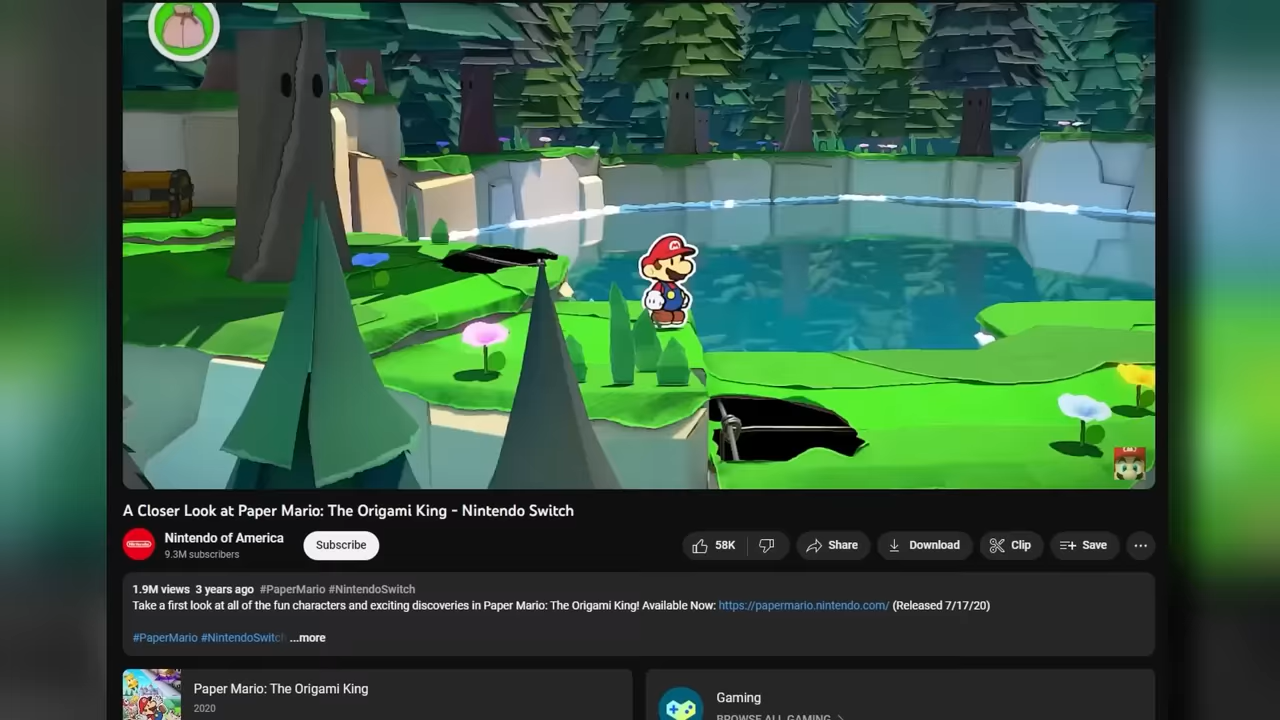 A Closer Look at Paper Mario: The Origami King - Nintendo Switch
Nintendo
Nintendo of America
9.3M subscribers
Subscribe
58K
Share
Download
Clip
Save
1.9M views 3 years ago #PaperMario #NintendoSwitch
Take a first look at all of the fun characters and exciting discoveries in Paper Mario: The Origami King! Available Now: https://papermario.nintendo.com/ (Released 7/17/20)
#PaperMario #NintendoSwitch ...more
Paper Mario: The Origami King
2020
Gaming
BROWSE ALL GAMING